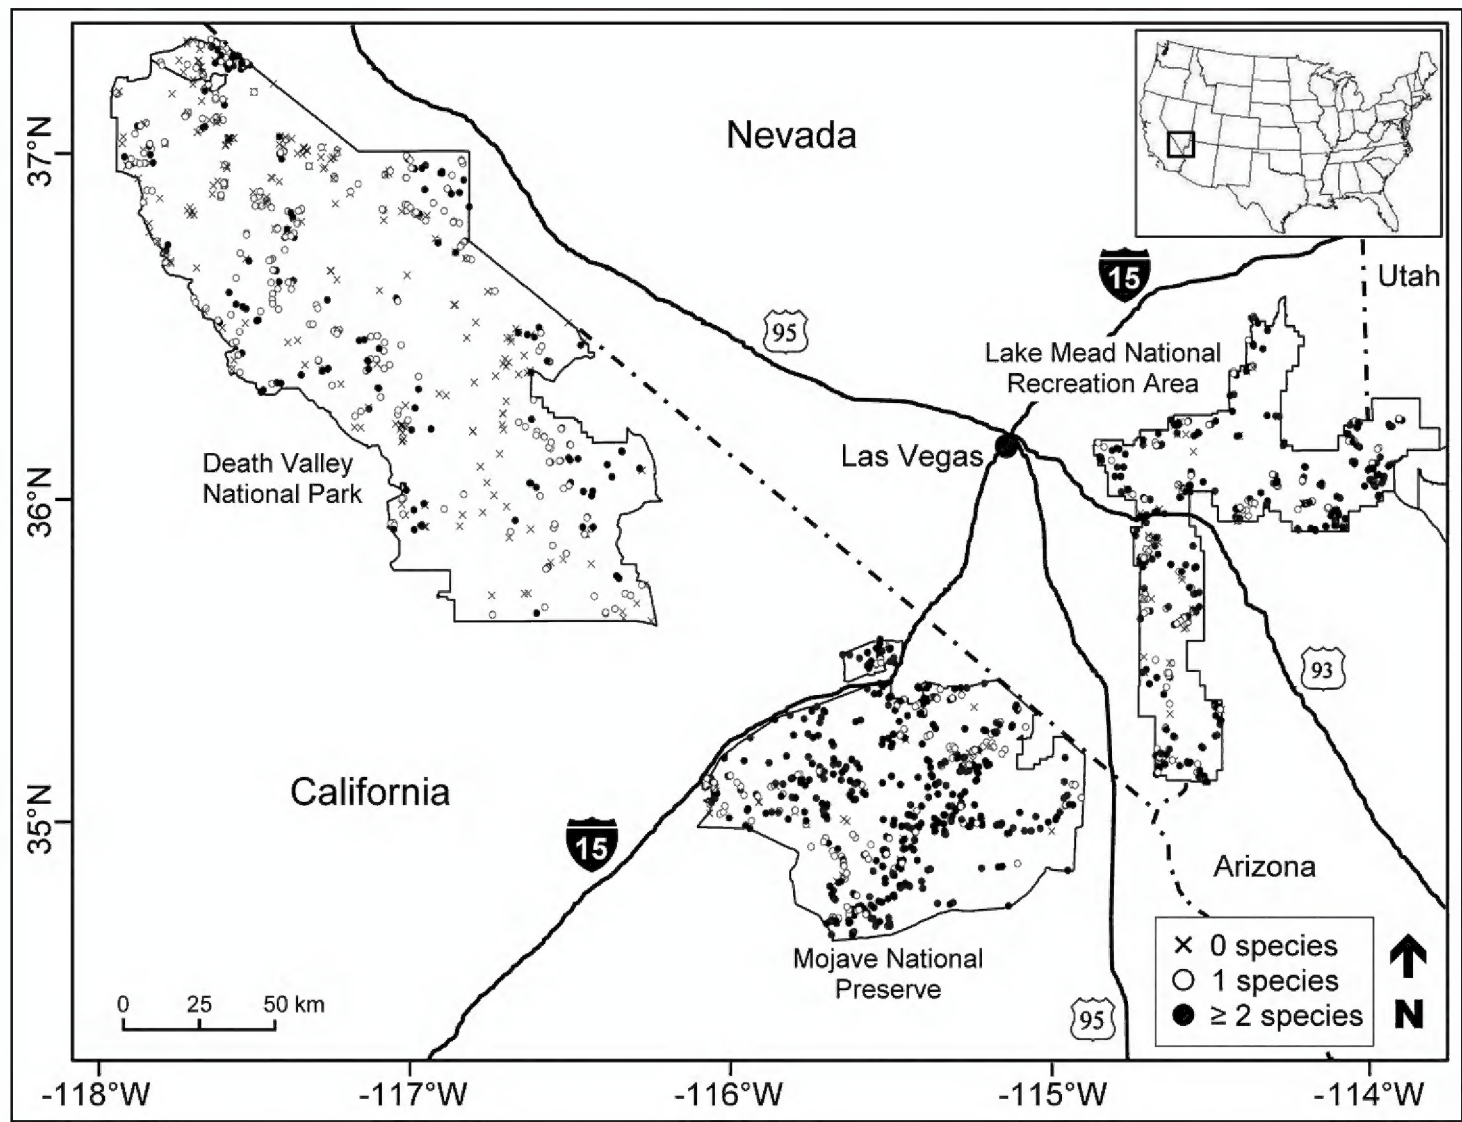 37°N
36°N
35°N
Nevada
15
Utah
95
Lake Mead National
Recreation Area
Las Vegas
Death Valley
National Park
93
California
15
Arizona
Mojave National
Preserve
95
0 25 50 km
× 0 species
1 species
≥ 2 species
N
-118°W -117°W -116°W -115°W -114°W